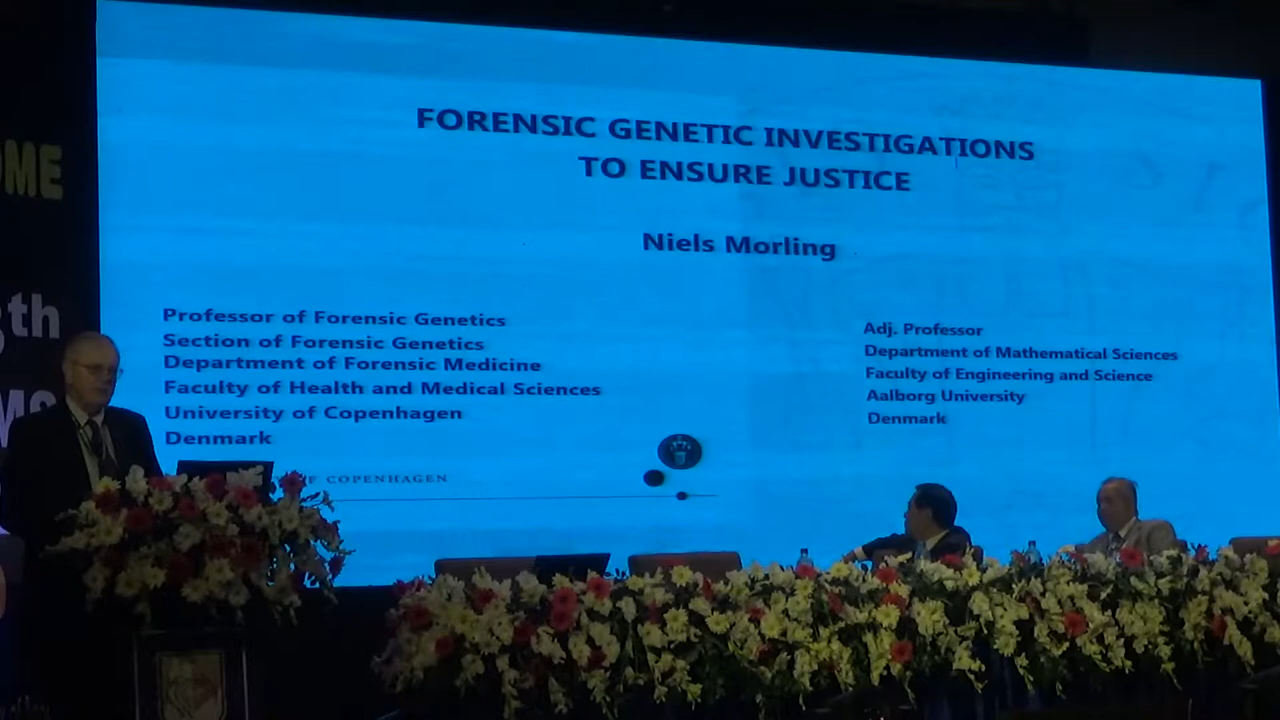 OME
th
FORENSIC GENETIC INVESTIGATIONS
TO ENSURE JUSTICE
Niels Morling
Professor of Forensic Genetics
Section of Forensic Genetics
Department of Forensic Medicine
Faculty of Health and Medical Sciences
University of Copenhagen
Denmark
Adj. Professor
Department of Mathematical Sciences
Faculty of Engineering and Science
Aalborg University
Denmark
F COPENHAGEN